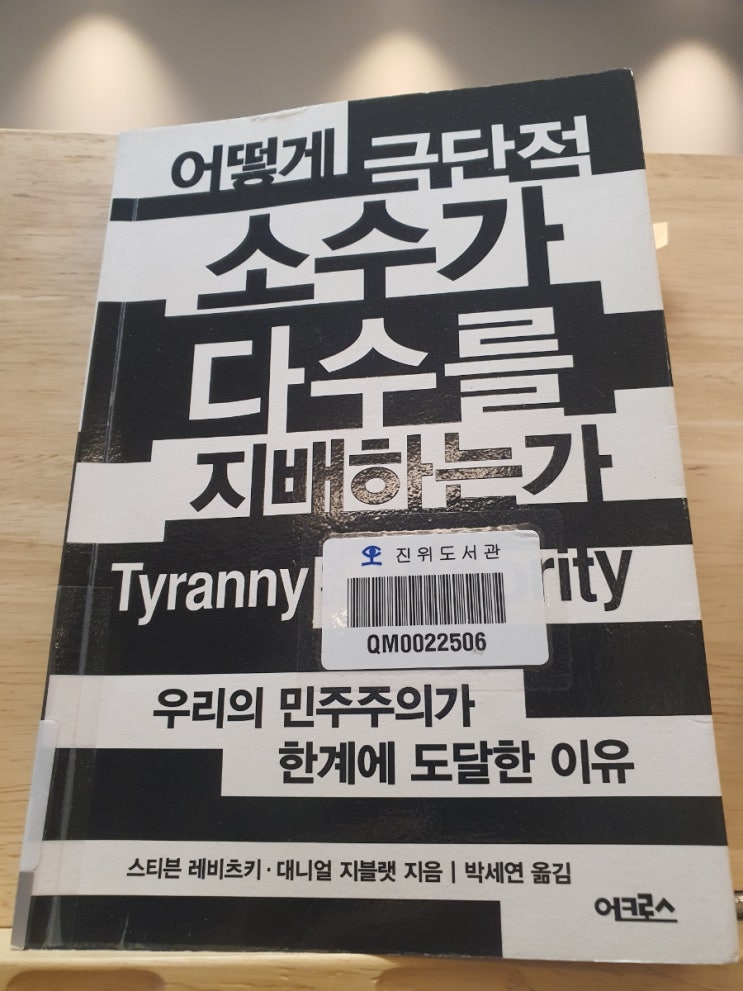 어떻게 극단적
소수가
다수를
지배하는가
진위도서관
QM0022506
Tyranny rity
우리의 민주주의가
한계에 도달한 이유
스티븐 레비츠키·대니얼 지블랫 지음 | 박세연 옮김
어크로스